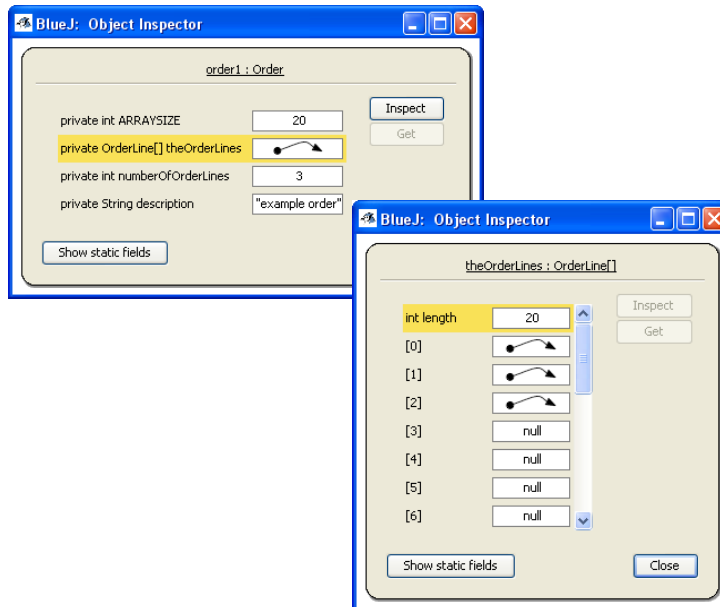 BlueJ: Object Inspector
order1 : Order
private int ARRAYSIZE 20
private OrderLine[] theOrderLines
private int numberOfOrderLines 3
private String description "example order"
Inspect
Get
Show static fields
BlueJ: Object Inspector
theOrderLines : OrderLine[]
int length 20
[0]
[1]
[2]
[3] null
[4] null
[5] null
[6] null
Inspect
Get
Show static fields
Close